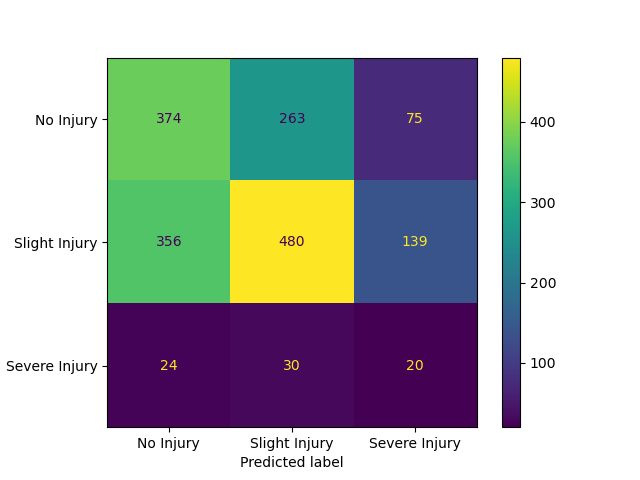 No Injury 374 263 75
Slight Injury 356 480 139
Severe Injury 24 30 20
No Injury Slight Injury Severe Injury
Predicted label
400
300
200
100